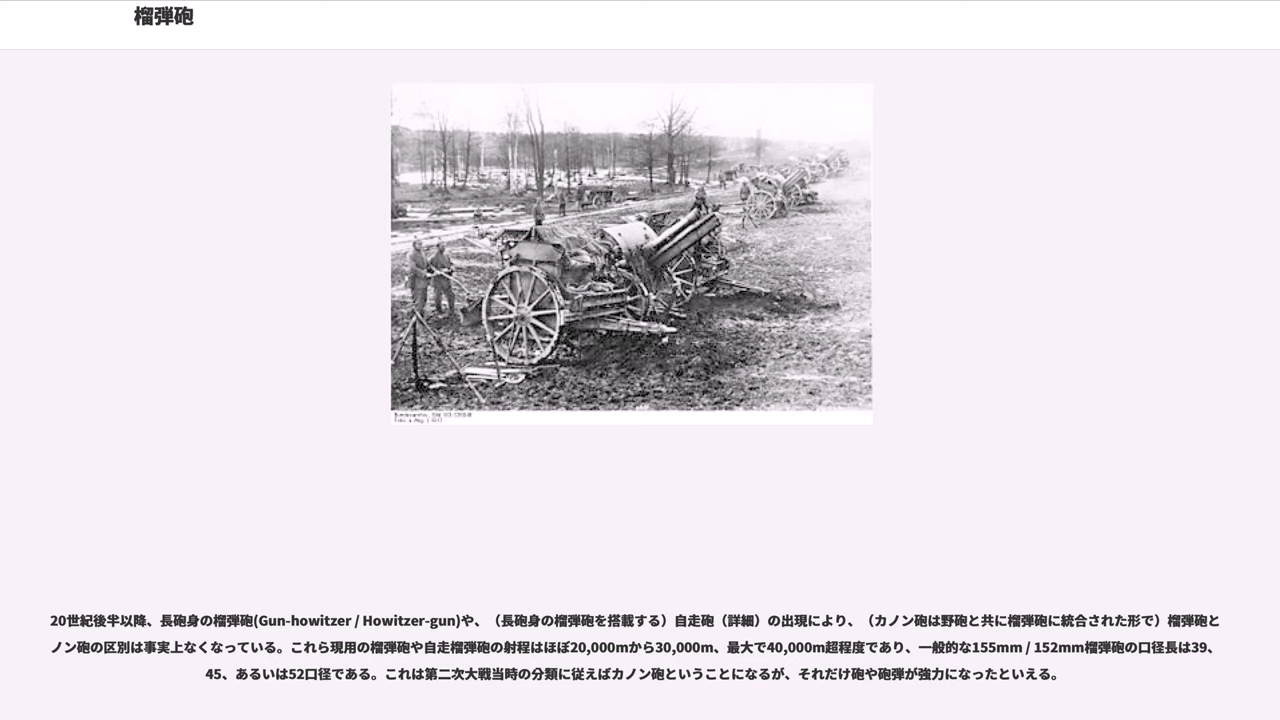 榴弾砲
20世紀後半以降、長砲身の榴弾砲(Gun-howitzer / Howitzer-gun)や、（長砲身の榴弾砲を搭載する）自走砲（詳細）の出現により、（カノン砲は野砲と共に榴弾砲に統合された形で）榴弾砲と
ノン砲の区別は事実上なくなっている。これら現用の榴弾砲や自走榴弾砲の射程はほぼ20,000mから30,000m、最大で40,000m超程度であり、一般的な155mm / 152mm榴弾砲の口径長は39、
45、あるいは52口径である。これは第二次大戦当時の分類に従えばカノン砲ということになるが、それだけ砲や砲弾が強力になったといえる。